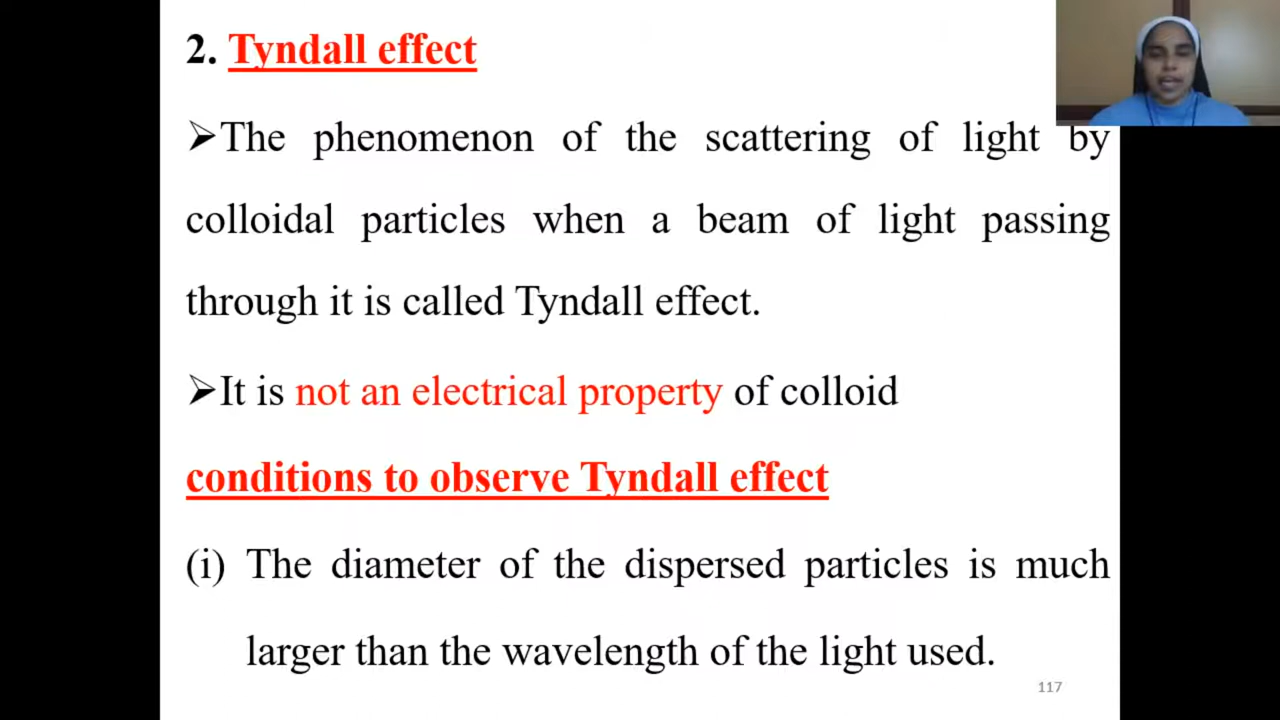 2. Tyndall effect
➢The phenomenon of the scattering of light by
colloidal particles when a beam of light passing
through it is called Tyndall effect.
➢It is not an electrical property of colloid
conditions to observe Tyndall effect
(i) The diameter of the dispersed particles is much
larger than the wavelength of the light used.
117